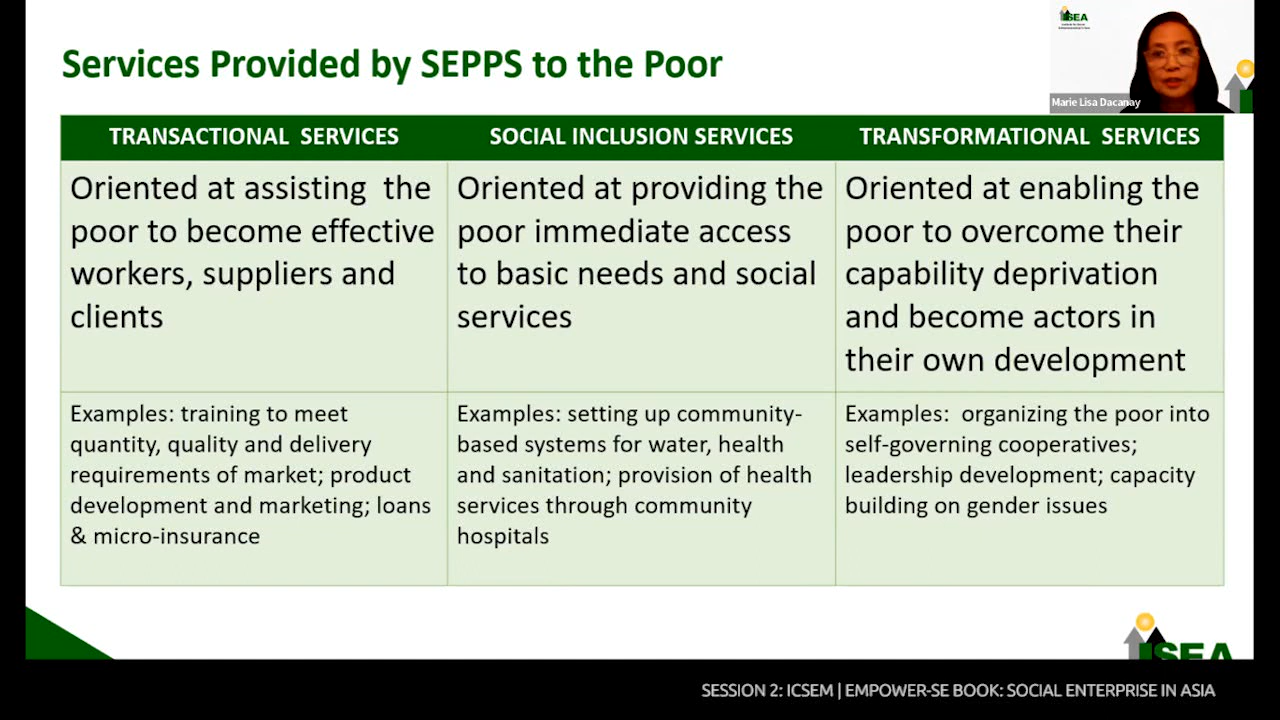 Services Provided by SEPPS to the Poor
ISEA
Marie Lisa Dacanay
TRANSACTIONAL SERVICES
SOCIAL INCLUSION SERVICES
TRANSFORMATIONAL SERVICES
Oriented at assisting the
poor to become effective
workers, suppliers and
clients
Oriented at providing the
poor immediate access
to basic needs and social
services
Oriented at enabling the
poor to overcome their
capability deprivation
and become actors in
their own development
Examples: training to meet
quantity, quality and delivery
requirements of market; product
development and marketing; loans
& micro-insurance
Examples: setting up community-
based systems for water, health
and sanitation; provision of health
services through community
hospitals
Examples: organizing the poor into
self-governing cooperatives;
leadership development; capacity
building on gender issues
ISEA
SESSION 2: ICSEM | EMPOWER-SE BOOK: SOCIAL ENTERPRISE IN ASIA